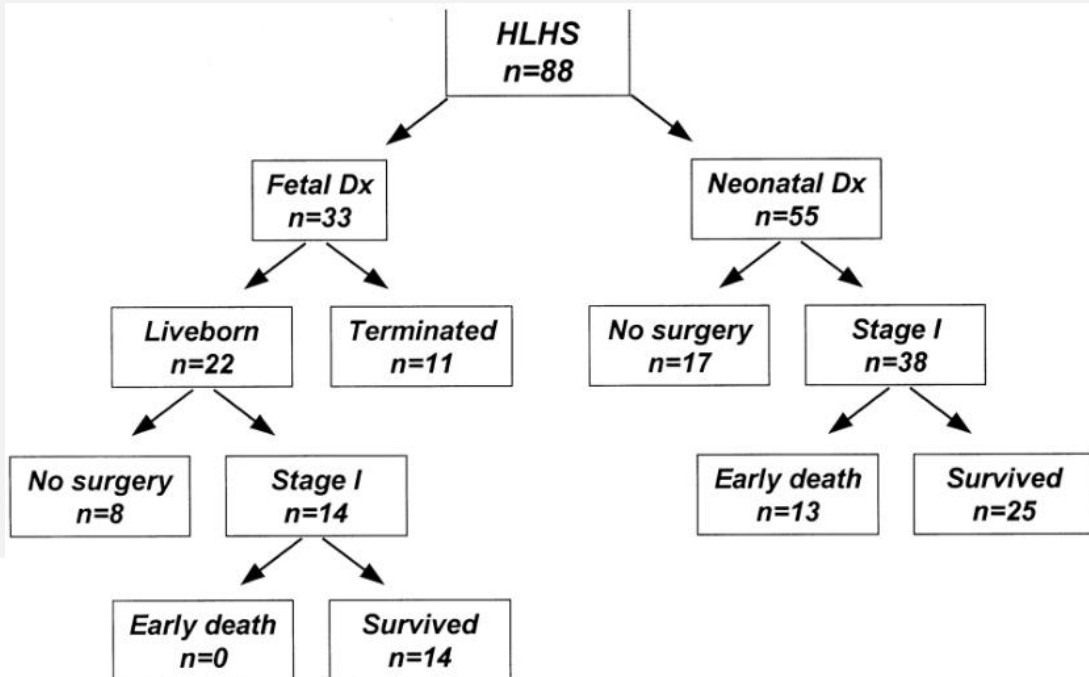 HLHS
n=88
Fetal Dx
n=33
Neonatal Dx
n=55
Liveborn
n=22
Terminated
n=11
No surgery
n=17
Stage I
n=38
No surgery
n=8
Stage I
n=14
Early death
n=13
Survived
n=25
Early death
n=0
Survived
n=14